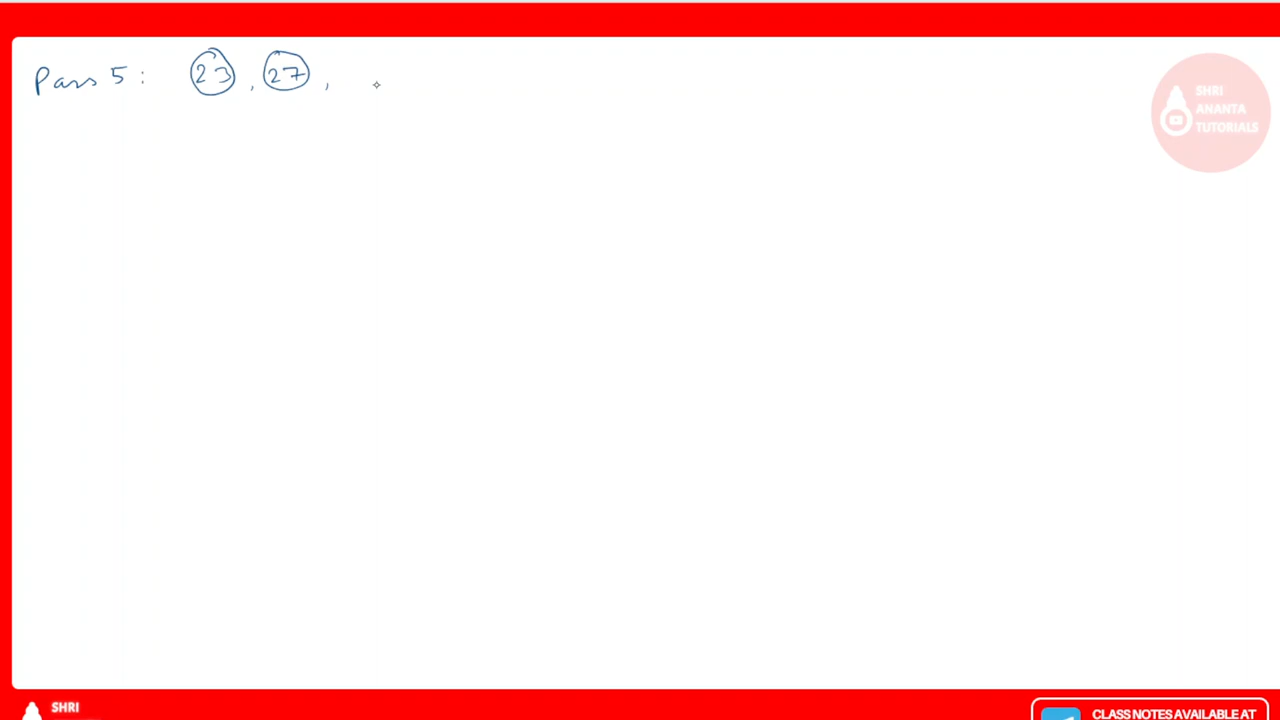 Pass 5 : 23 , 27 ,
SHRI
ANANTA
TUTORIALS
SHRI
CLASS NOTES AVAILABLE AT